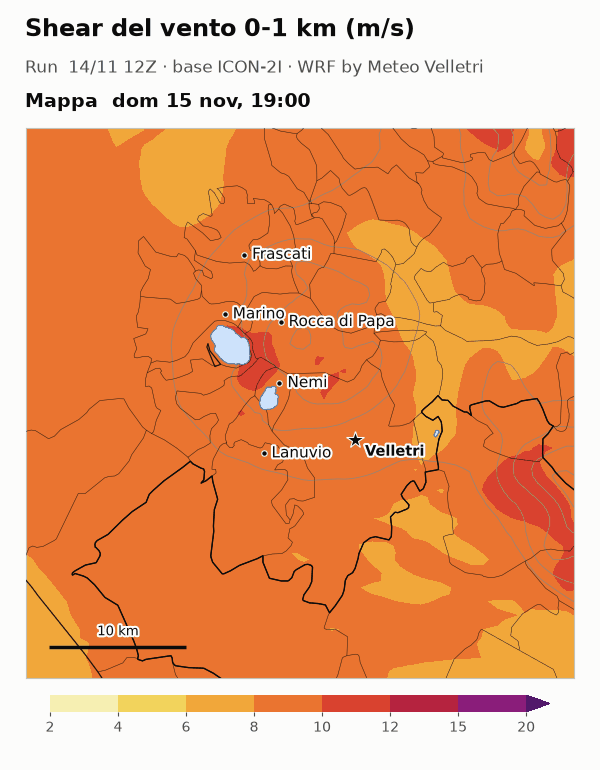 Shear del vento 0-1 km (m/s)
Run  14/11 12Z · base ICON-2I · WRF by Meteo Velletri
Mappa  dom 15 nov, 19:00
Frascati
Marino
Rocca di Papa
Nemi
Velletri
Lanuvio
10 km
2 4 6 8 10 12 15 20